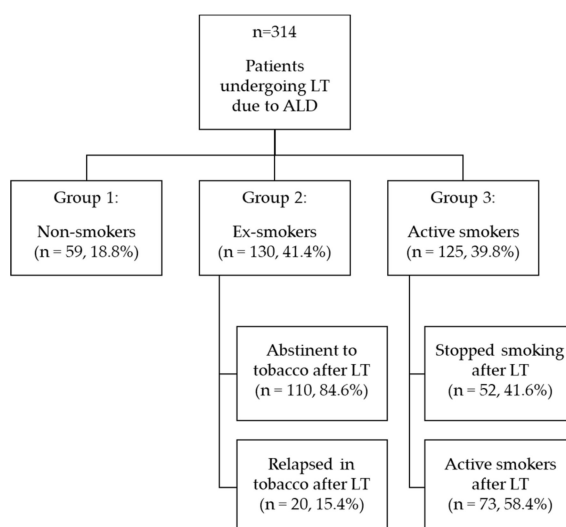 n=314
Patients
undergoing LT
due to ALD
Group 1:
Non-smokers
(n = 59, 18.8%)
Group 2:
Ex-smokers
(n = 130, 41.4%)
Group 3:
Active smokers
(n = 125, 39.8%)
Abstinent to
tobacco after LT
(n = 110, 84.6%)
Relapsed in
tobacco after LT
(n = 20, 15.4%)
Stopped smoking
after LT
(n = 52, 41.6%)
Active smokers
after LT
(n = 73, 58.4%)